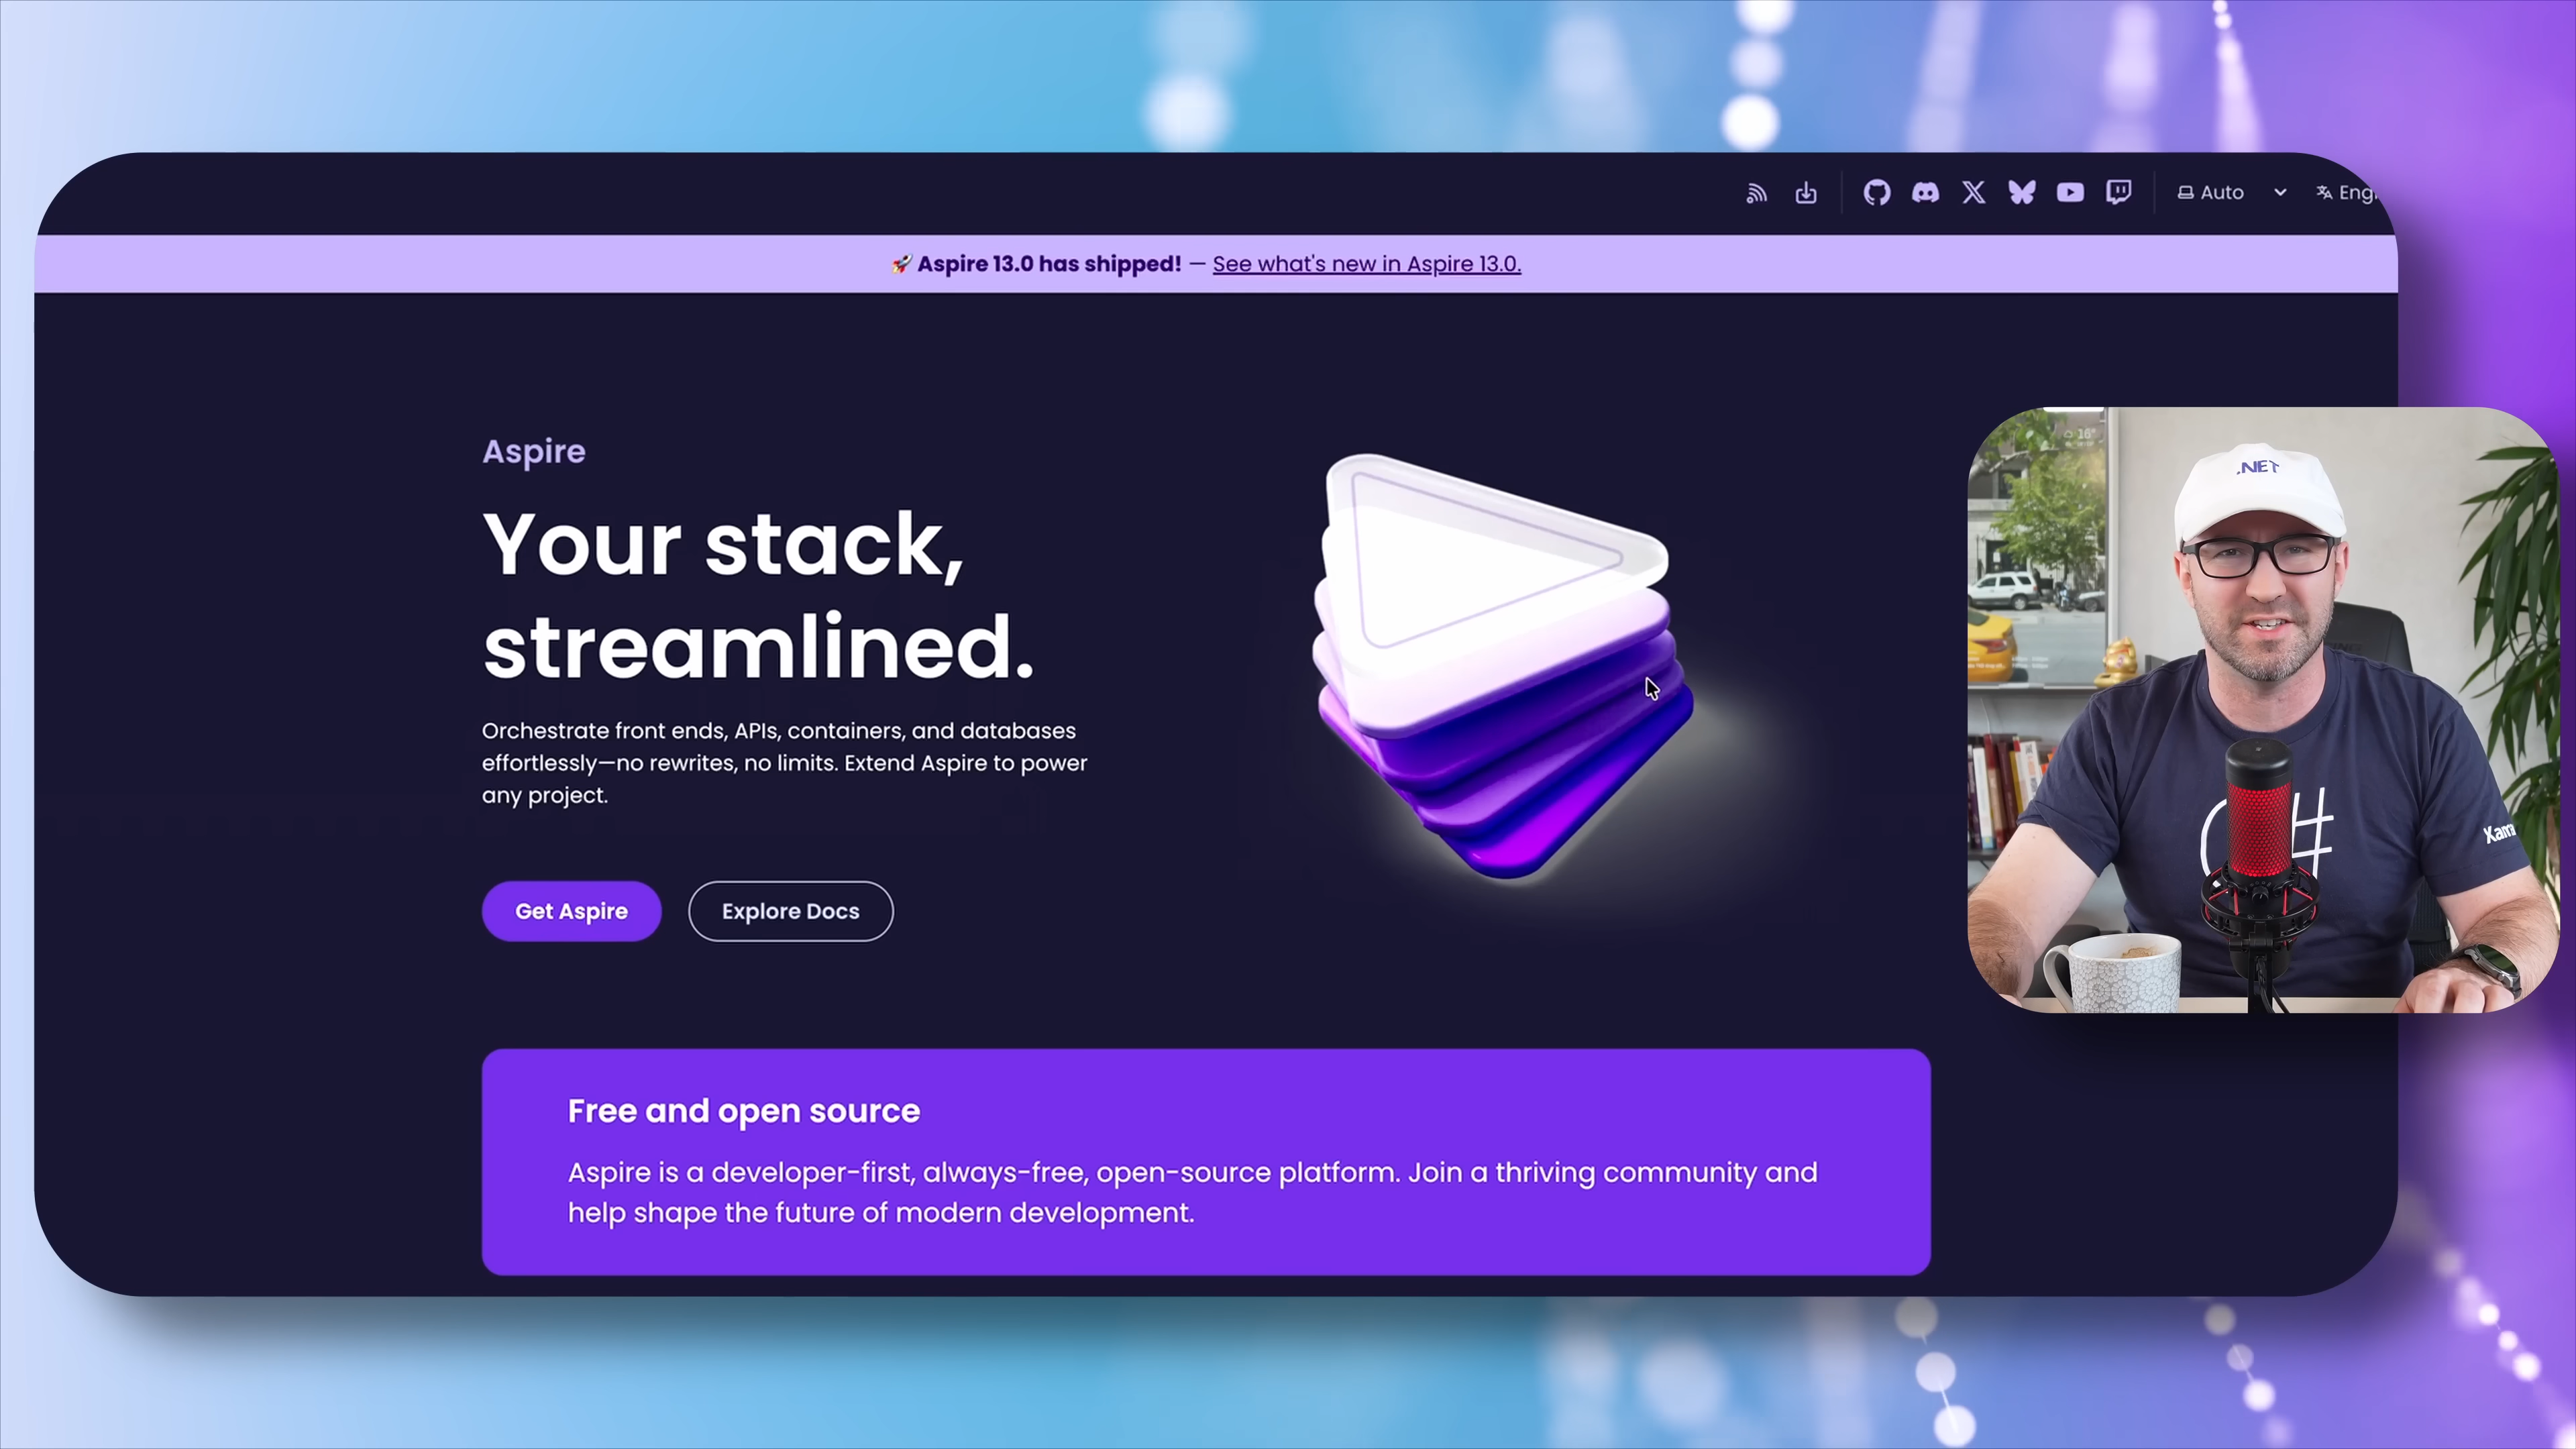 Auto
🚀 Aspire 13.0 has shipped! — See what's new in Aspire 13.0.
Aspire
Your stack,
streamlined.
Orchestrate front ends, APIs, containers, and databases
effortlessly—no rewrites, no limits. Extend Aspire to power
any project.
Get Aspire
Explore Docs
16°
.NET
C#
Free and open source
Aspire is a developer-first, always-free, open-source platform. Join a thriving community and
help shape the future of modern development.